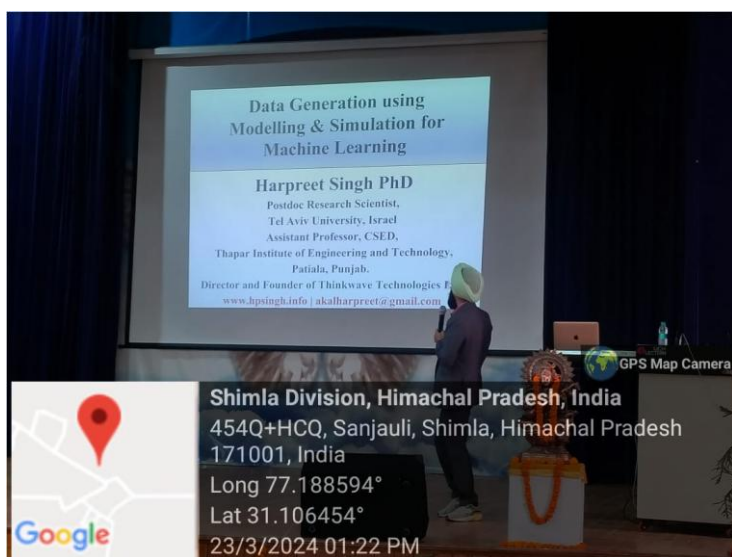 Data Generation using
Modelling & Simulation for
Machine Learning
Harpreet Singh PhD
Postdoc Research Scientist,
Tel Aviv University, Israel
Assistant Professor, CSED,
Thapar Institute of Engineering and Technology,
Patiala, Punjab.
Director and Founder of Thinkwave Technologies
www.hpsingh.info | akalharpreet@gmail.com
GPS Map Camera
Shimla Division, Himachal Pradesh, India
454Q+HCQ, Sanjauli, Shimla, Himachal Pradesh
171001, India
Long 77.188594°
Lat 31.106454°
23/3/2024 01:22 PM
Google